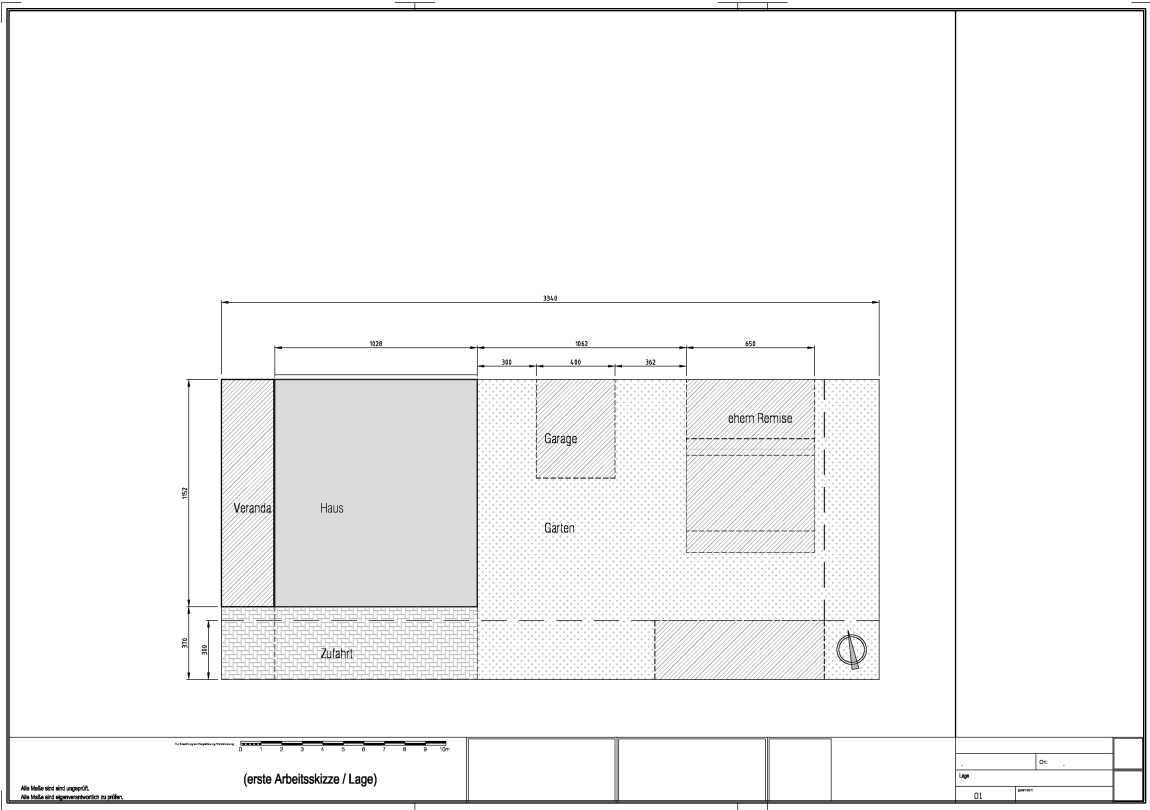 3340
1028
1062
650
300
400
362
ehem Remise
Garage
1152
Veranda
Haus
Garten
370
300
Zufahrt
0 1 2 3 4 5 6 7 8 9 10m
(erste Arbeitsskizze / Lage)
Alle Maße sind sind ungeprüft.
Alle Maße sind eigenverantwortlich zu prüfen.
. Ort: .
Lage
01